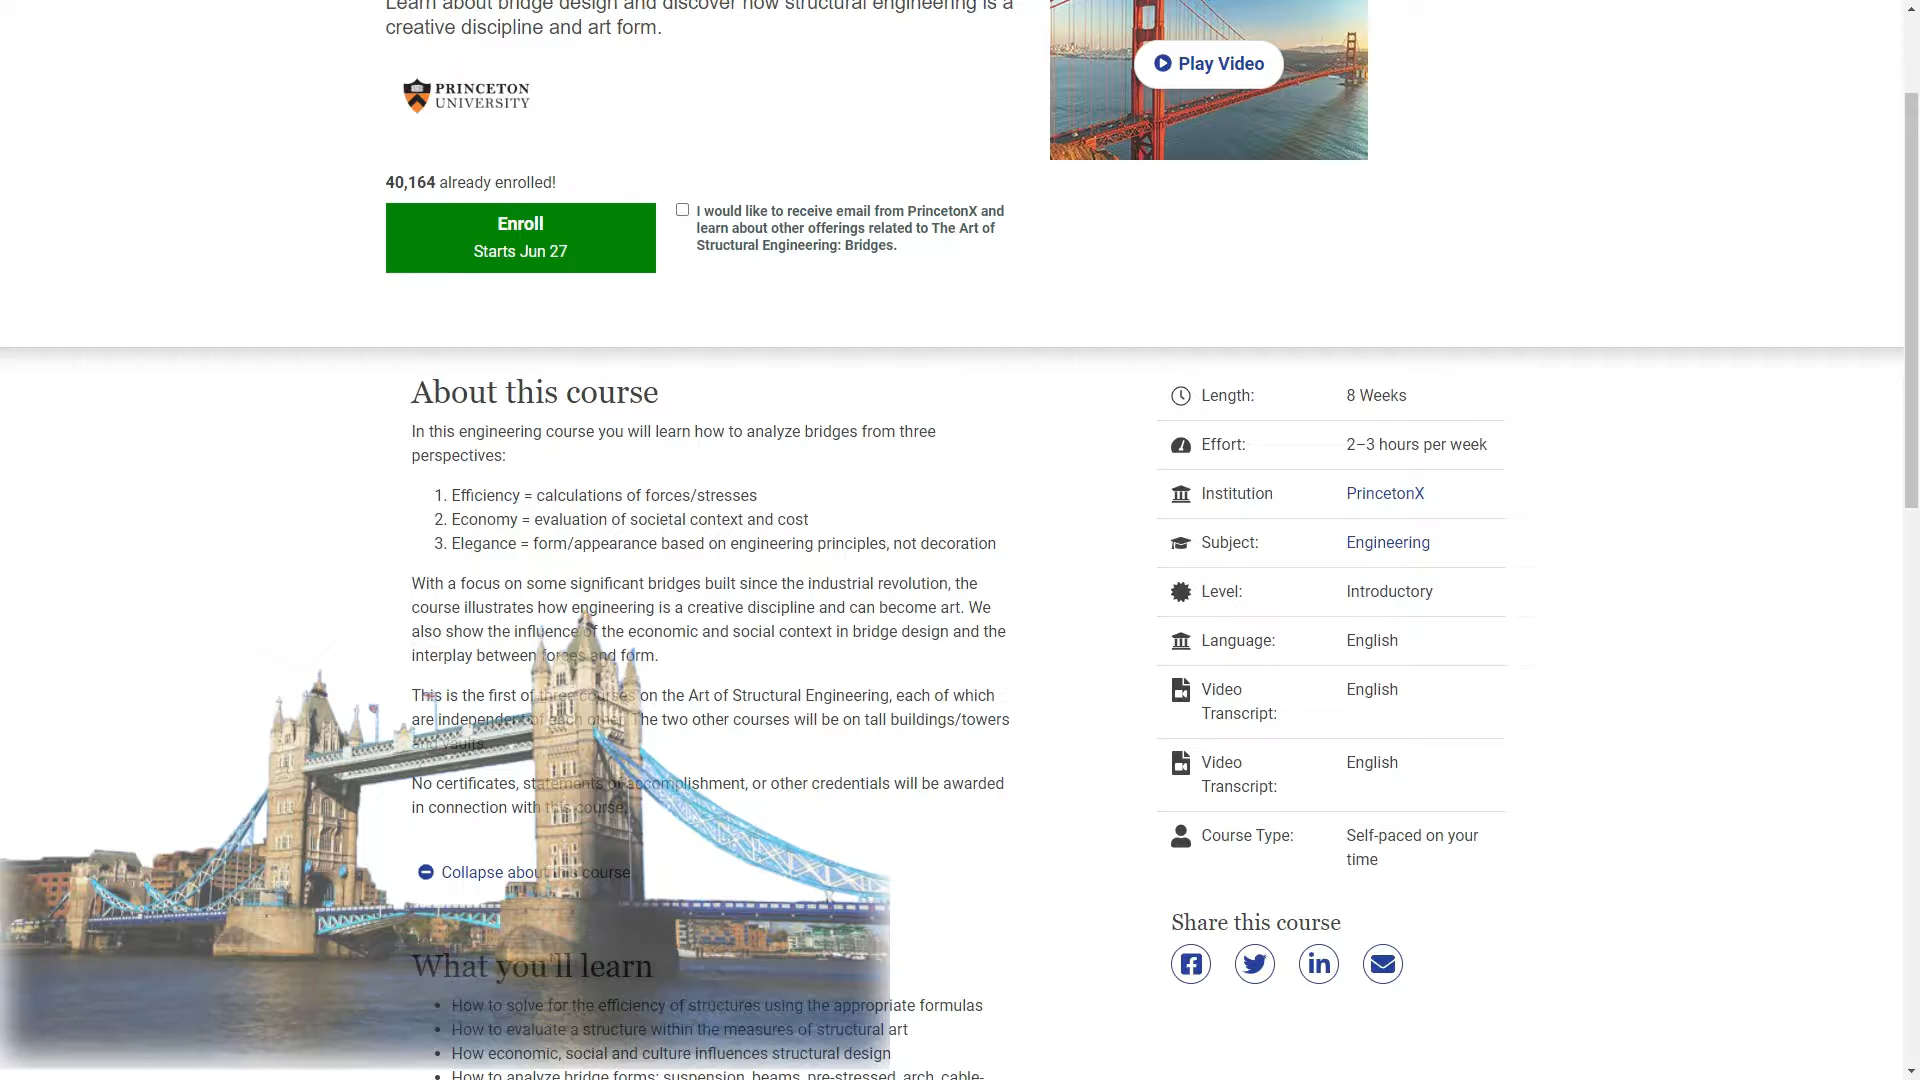 Learn about bridge design and discover how structural engineering is a
creative discipline and art form.
Play Video
PRINCETON
UNIVERSITY
40,164 already enrolled!
Enroll
Starts Jun 27
I would like to receive email from PrincetonX and
learn about other offerings related to The Art of
Structural Engineering: Bridges.
About this course
In this engineering course you will learn how to analyze bridges from three
perspectives:
1. Efficiency = calculations of forces/stresses
2. Economy = evaluation of societal context and cost
3. Elegance = form/appearance based on engineering principles, not decoration
With a focus on some significant bridges built since the industrial revolution, the
course illustrates how engineering is a creative discipline and can become art. We
also show the influence of the economic and social context in bridge design and the
interplay between forces and form.
This is the first of three courses on the Art of Structural Engineering, each of which
are independent of each other. The two other courses will be on tall buildings/towers
and vaults.
No certificates, statements of accomplishment, or other credentials will be awarded
in connection with this course.
Collapse about this course
What you'll learn
• How to solve for the efficiency of structures using the appropriate formulas
• How to evaluate a structure within the measures of structural art
• How economic, social and culture influences structural design
• How to analyze bridge forms: suspension, beams, pre-stressed, arch, cable-
Length: 8 Weeks
Effort: 2–3 hours per week
Institution PrincetonX
Subject: Engineering
Level: Introductory
Language: English
Video English
Transcript:
Video English
Transcript:
Course Type: Self-paced on your
time
Share this course